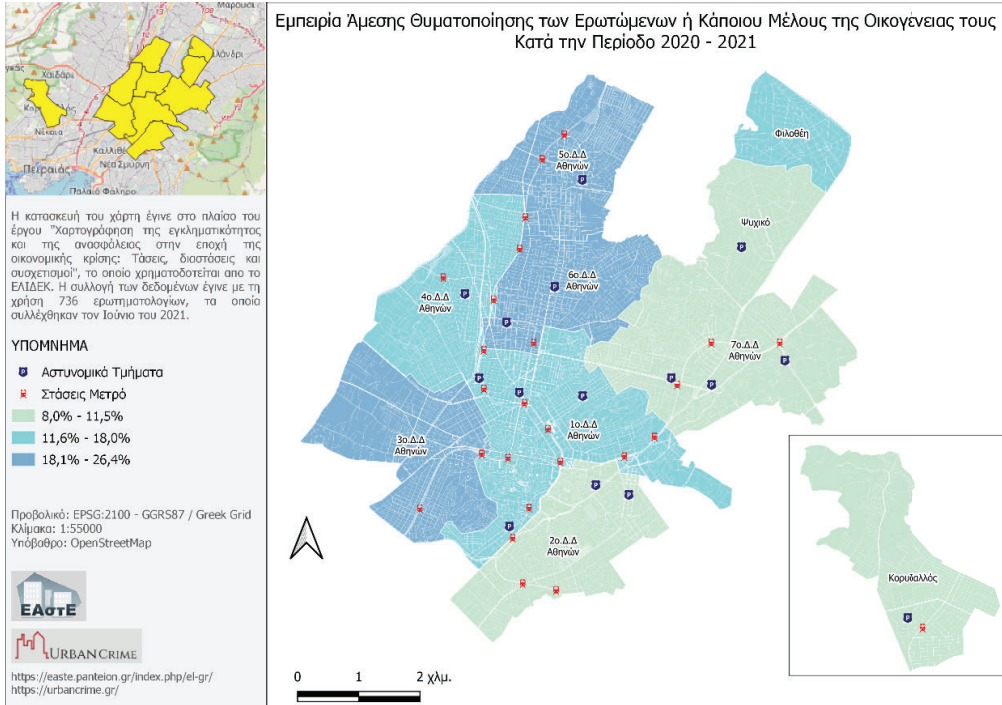 Εμπειρία Άμεσης Θυματοποίησης των Ερωτώμενων ή Κάποιου Μέλους της Οικογένειας τους
Κατά την Περίοδο 2020 - 2021
Χαϊδάρι
Νίκαια
Πειραιάς
Καλλιθέ
Νέα Σμύρνη
Παλαιό Φάληρο
Μαρούσι
λάνδρι
Η κατασκευή του χάρτη έγινε στο πλαίσο του
έργου "Χαρτογράφηση της εγκληματικότητας
και της ανασφάλειος στην εποχή της
οικονομικής κρίσης: Τάσεις, διαστάσεις και
συσχετισμοί", το οποίο χρηματοδοτείται απο το
ΕΛΙΔΕΚ. Η συλλογή των δεδομένων έγινε με τη
χρήση 736 ερωτηματολογίων, τα οποία
συλλέχθηκαν τον Ιούνιο του 2021.
ΥΠΟΜΝΗΜΑ
Αστυνομικά Τμήματα
Στάσεις Μετρό
8,0% - 11,5%
11,6% - 18,0%
18,1% - 26,4%
Προβολικό: EPSG:2100 - GGRS87 / Greek Grid
Κλίμακα: 1:55000
Υπόβαθρο: OpenStreetMap
ΕΑστΕ
URBANCRIME
https://easte.panteion.gr/index.php/el-gr/
https://urbancrime.gr/
5ο.Δ.Δ
Αθηνών
Φιλοθέη
Ψυχικό
6ο.Δ.Δ
Αθηνών
4ο.Δ.Δ
Αθηνών
7ο.Δ.Δ
Αθηνών
1ο.Δ.Δ
Αθηνών
3ο.Δ.Δ
Αθηνών
2ο.Δ.Δ
Αθηνών
Κορυδαλλός
0 1 2 χλμ.